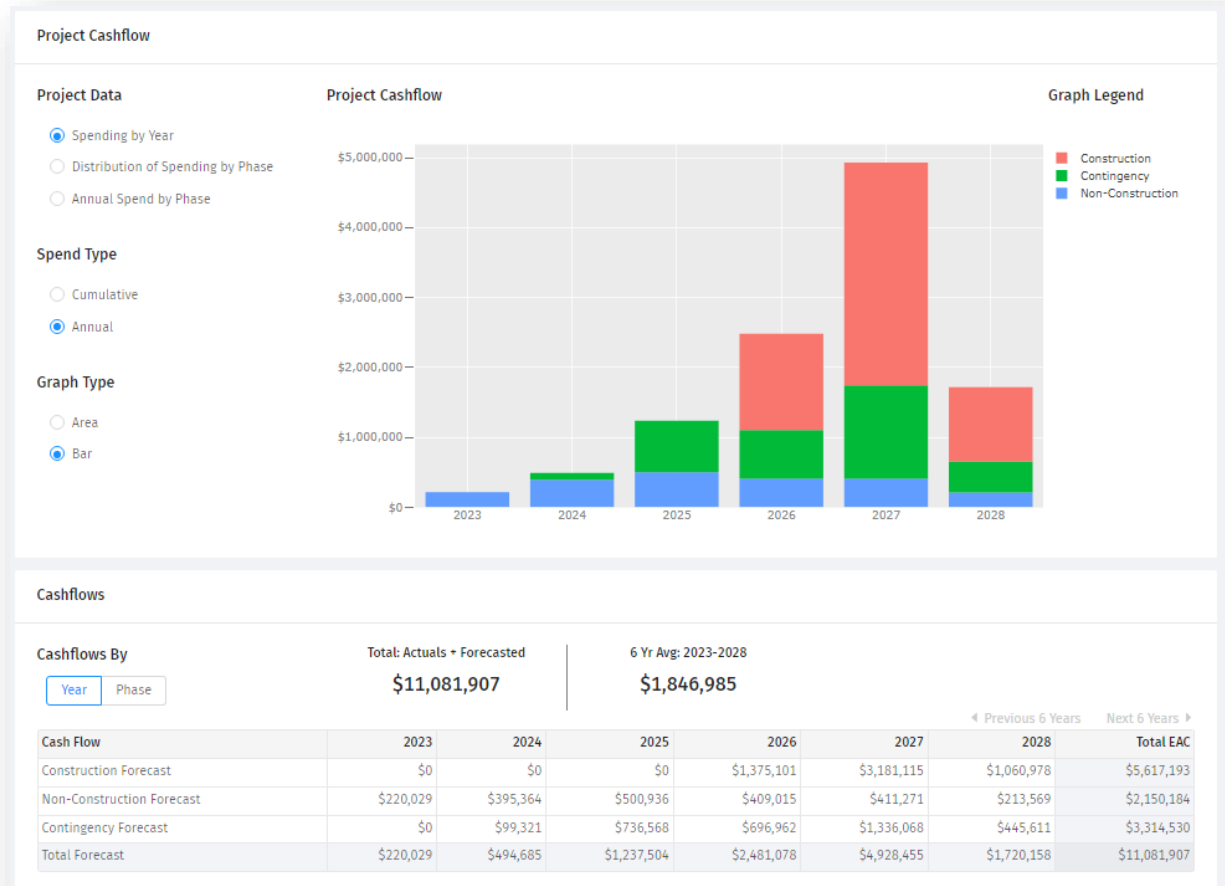 Project Cashflow
Project Data
Spending by Year
Distribution of Spending by Phase
Annual Spend by Phase
Spend Type
Cumulative
Annual
Graph Type
Area
Bar
Project Cashflow
$5,000,000
$4,000,000
$3,000,000
$2,000,000
$1,000,000
$0
2023 2024 2025 2026 2027 2028
Graph Legend
Construction
Contingency
Non-Construction
Cashflows
Cashflows By
Year Phase
Total: Actuals + Forecasted
$11,081,907
6 Yr Avg: 2023-2028
$1,846,985
Previous 6 Years Next 6 Years
Cash Flow 2023 2024 2025 2026 2027 2028 Total EAC
Construction Forecast $0 $0 $0 $1,375,101 $3,181,115 $1,060,978 $5,617,193
Non-Construction Forecast $220,029 $395,364 $500,936 $409,015 $411,271 $213,569 $2,150,184
Contingency Forecast $0 $99,321 $736,568 $696,962 $1,336,068 $445,611 $3,314,530
Total Forecast $220,029 $494,685 $1,237,504 $2,481,078 $4,928,455 $1,720,158 $11,081,907